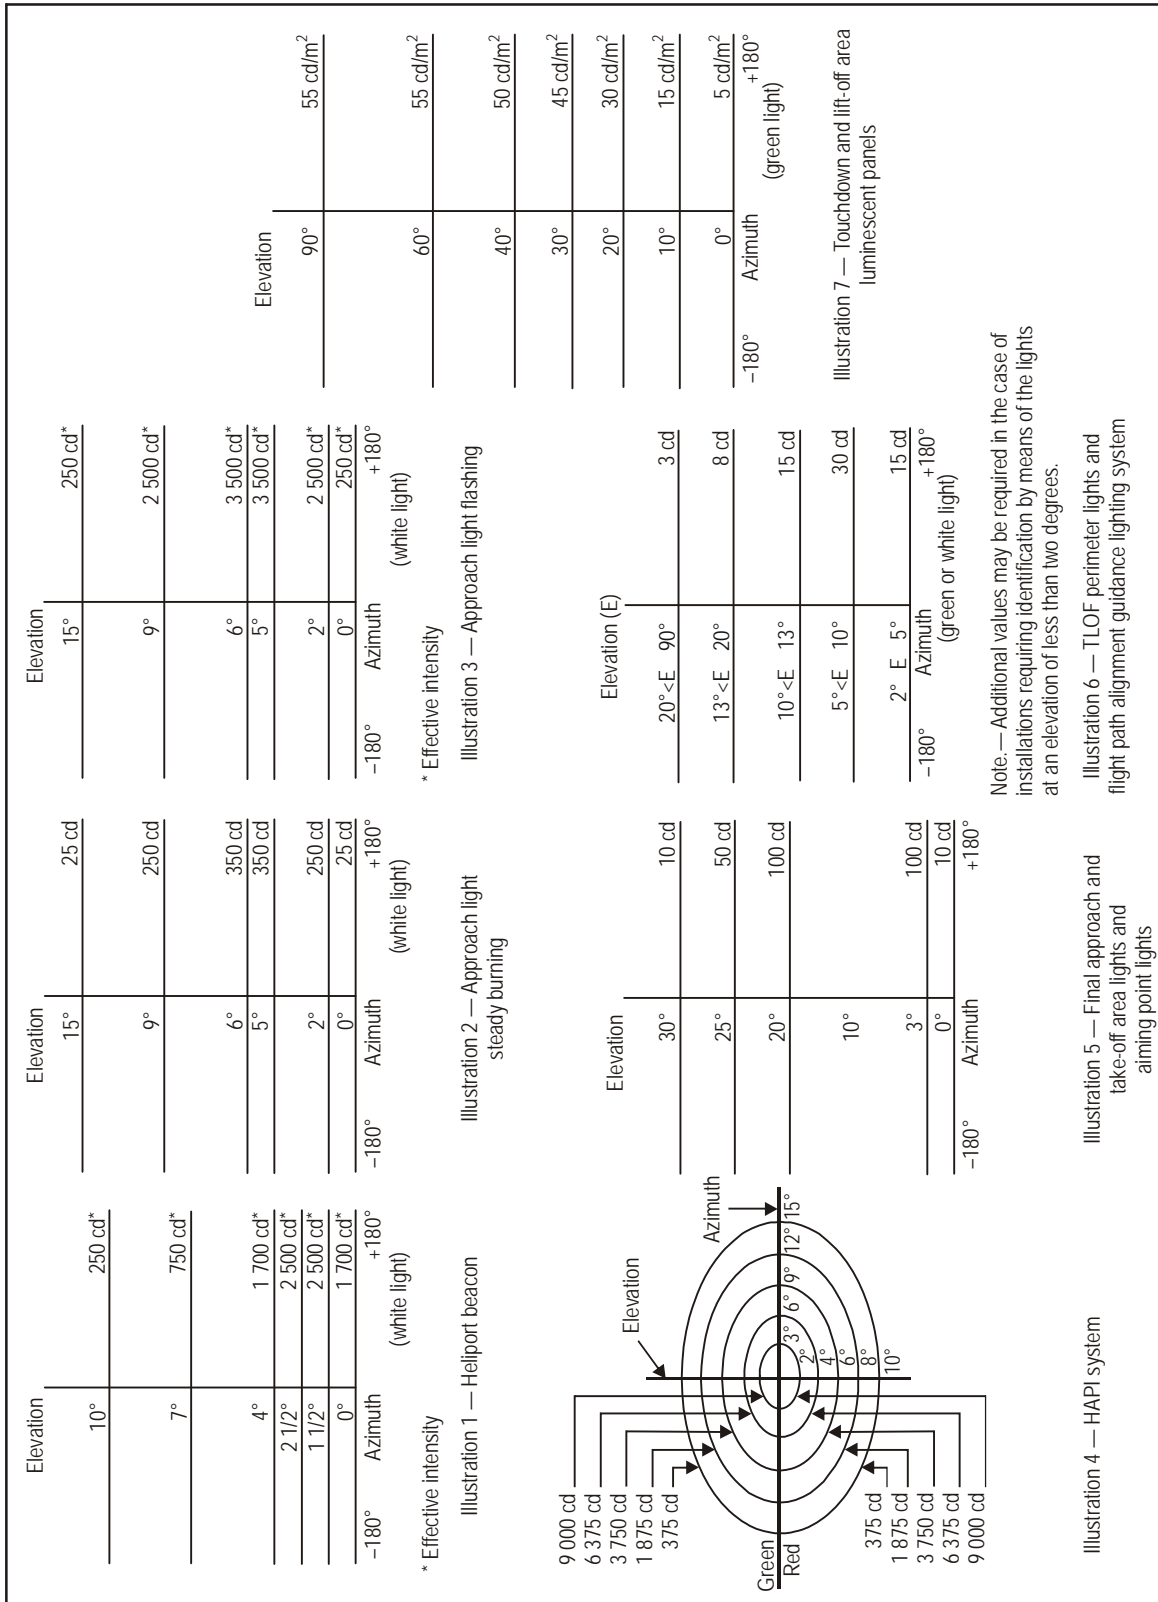 Elevation
10° 250 cd*
7° 750 cd*
4° 1 700 cd*
2 1/2° 2 500 cd*
1 1/2° 2 500 cd*
0° 1 700 cd*
–180° Azimuth +180°
(white light)
* Effective intensity
Illustration 1 — Heliport beacon
Elevation
15° 25 cd
9° 250 cd
6° 350 cd
5° 350 cd
2° 250 cd
0° 25 cd
–180° Azimuth +180°
(white light)
Illustration 2 — Approach light
steady burning
Elevation
15° 250 cd*
9° 2 500 cd*
6° 3 500 cd*
5° 3 500 cd*
2° 2 500 cd*
0° 250 cd*
–180° Azimuth +180°
(white light)
* Effective intensity
Illustration 3 — Approach light flashing
9 000 cd
6 375 cd
3 750 cd
1 875 cd
375 cd
Elevation
Azimuth
Green
Red
3° 6° 9° 12° 15°
2°
4°
6°
8°
10°
375 cd
1 875 cd
3 750 cd
6 375 cd
9 000 cd
Illustration 4 — HAPI system
Elevation
30° 10 cd
25° 50 cd
20° 100 cd
10°
3° 100 cd
0° 10 cd
–180° Azimuth +180°
Illustration 5 — Final approach and
take-off area lights and
aiming point lights
Elevation (E)
20°<E 90° 3 cd
13°<E 20° 8 cd
10°<E 13° 15 cd
5°<E 10° 30 cd
2° E 5° 15 cd
–180° Azimuth +180°
(green or white light)
Note.— Additional values may be required in the case of
installations requiring identification by means of the lights
at an elevation of less than two degrees.
Illustration 6 — TLOF perimeter lights and
flight path alignment guidance lighting system
Elevation
90° 55 cd/m²
60° 55 cd/m²
40° 50 cd/m²
30° 45 cd/m²
20° 30 cd/m²
10° 15 cd/m²
0° 5 cd/m²
–180° Azimuth +180°
(green light)
Illustration 7 — Touchdown and lift-off area
luminescent panels